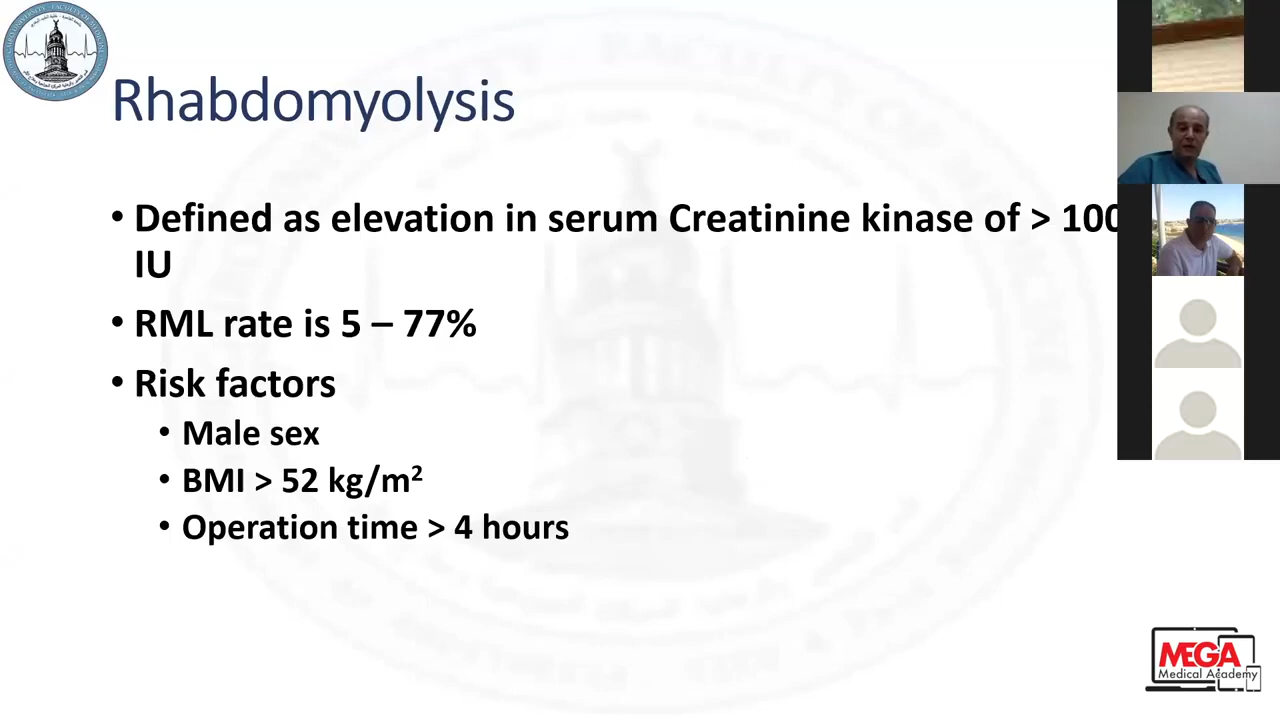 Rhabdomyolysis
• Defined as elevation in serum Creatinine kinase of > 100
IU
• RML rate is 5 – 77%
• Risk factors
• Male sex
• BMI > 52 kg/m²
• Operation time > 4 hours
MEGA
Medical Academy